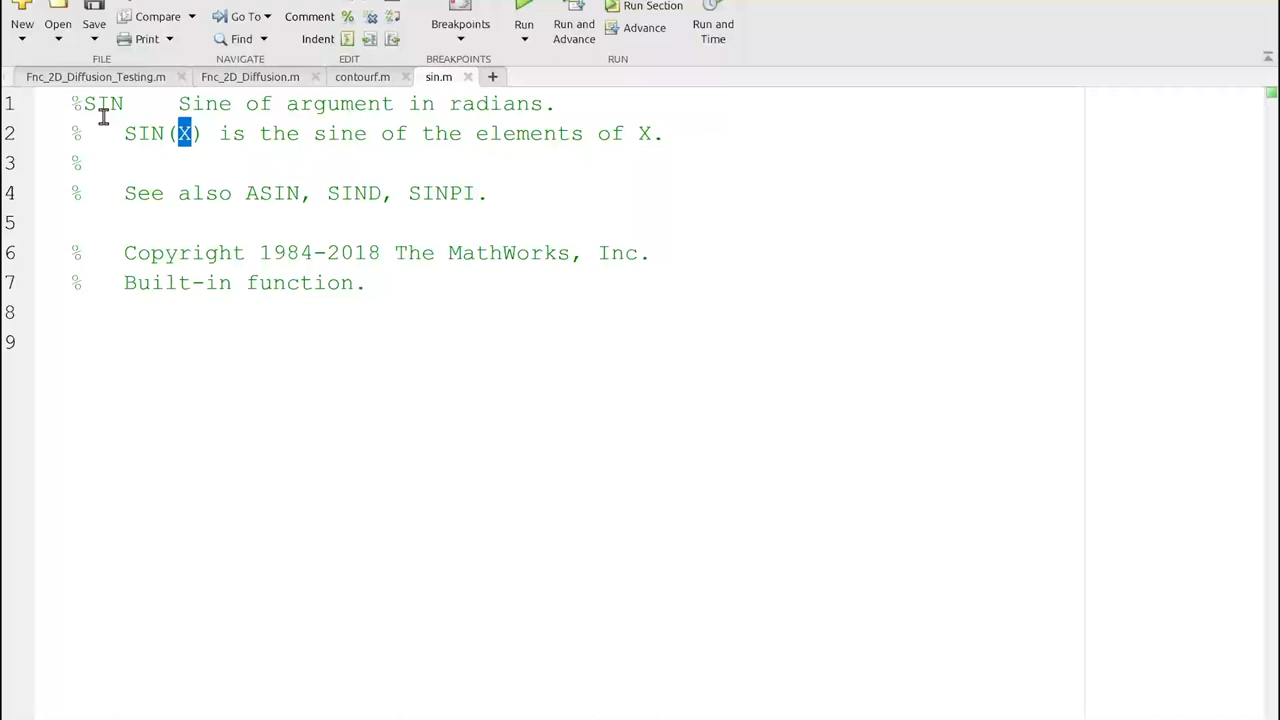 New Open Save Compare Print Go To Find Comment Indent Breakpoints Run Run and Advance Run Section Advance Run and Time
FILE NAVIGATE EDIT BREAKPOINTS RUN
Fnc_2D_Diffusion_Testing.m Fnc_2D_Diffusion.m contourf.m sin.m
1 %SIN Sine of argument in radians.
2 % SIN(X) is the sine of the elements of X.
3 %
4 % See also ASIN, SIND, SINPI.
5
6 % Copyright 1984-2018 The MathWorks, Inc.
7 % Built-in function.
8
9